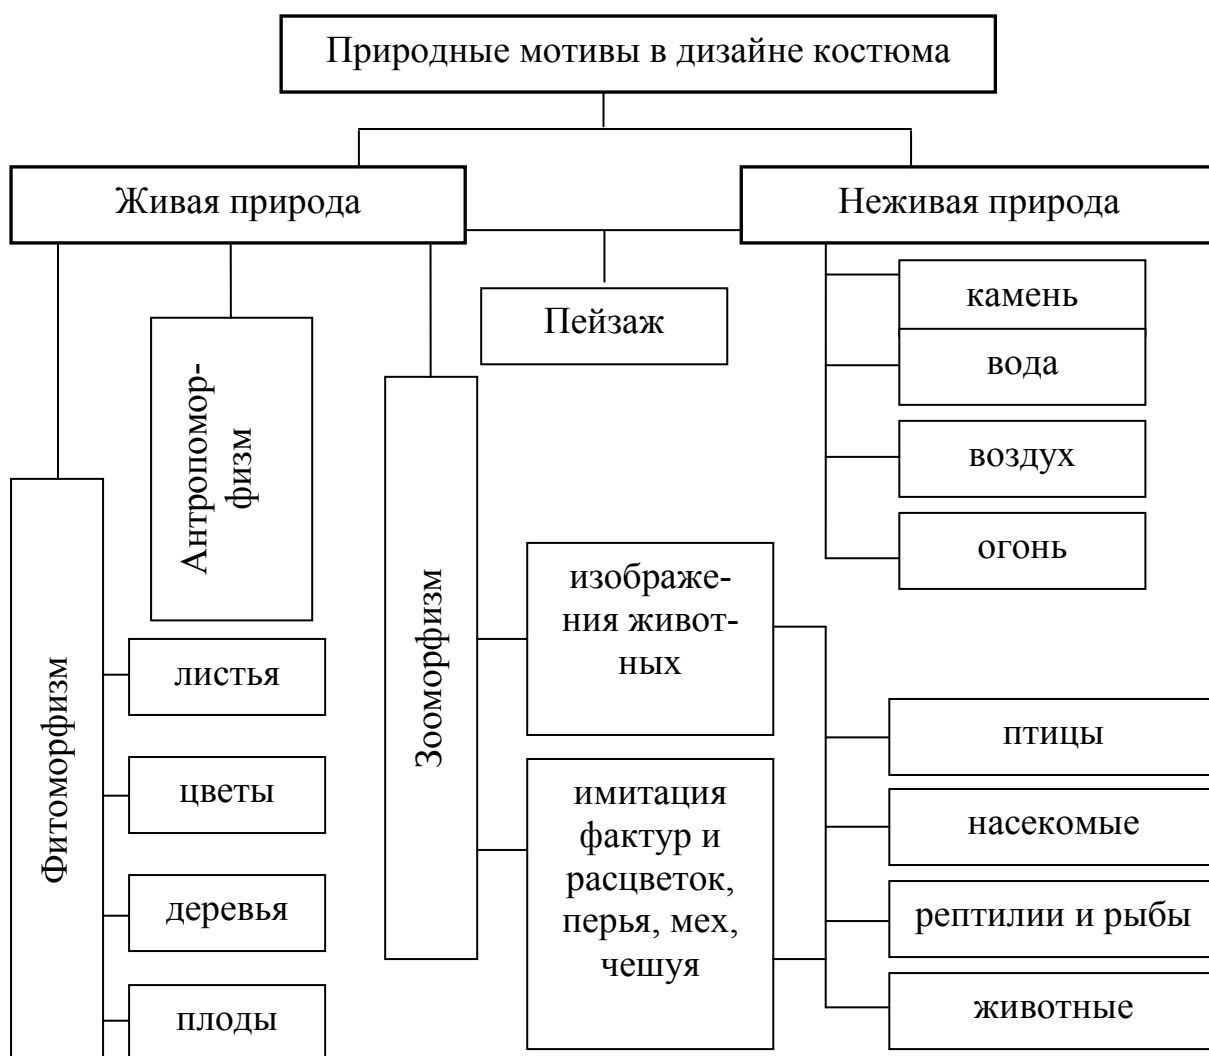 Природные мотивы в дизайне костюма
Живая природа
Неживая природа
Пейзаж
камень
вода
воздух
огонь
Антропомор-
физм
Фитоморфизм
листья
цветы
деревья
плоды
Зооморфизм
изображе-
ния живот-
ных
имитация
фактур и
расцветок,
перья, мех,
чешуя
птицы
насекомые
рептилии и рыбы
животные